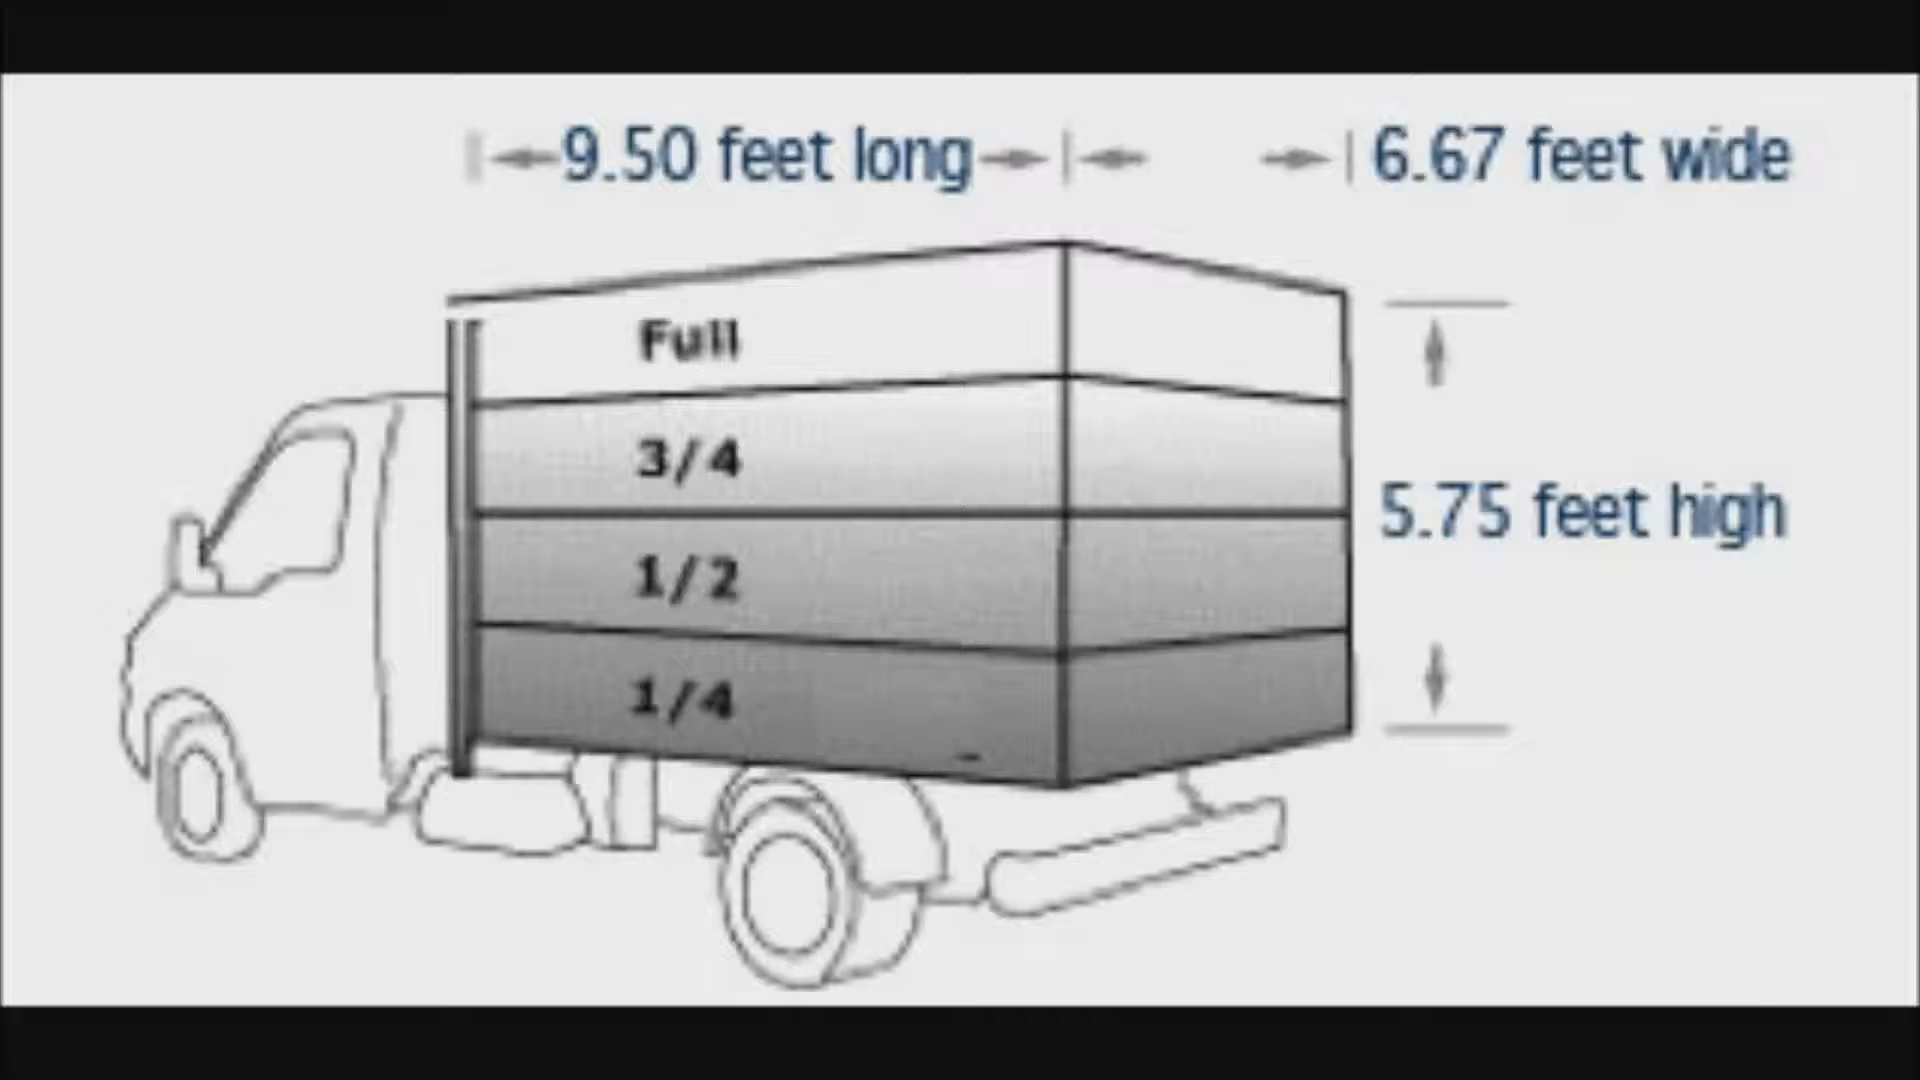 9.50 feet long
6.67 feet wide
Full
3/4
5.75 feet high
1/2
1/4